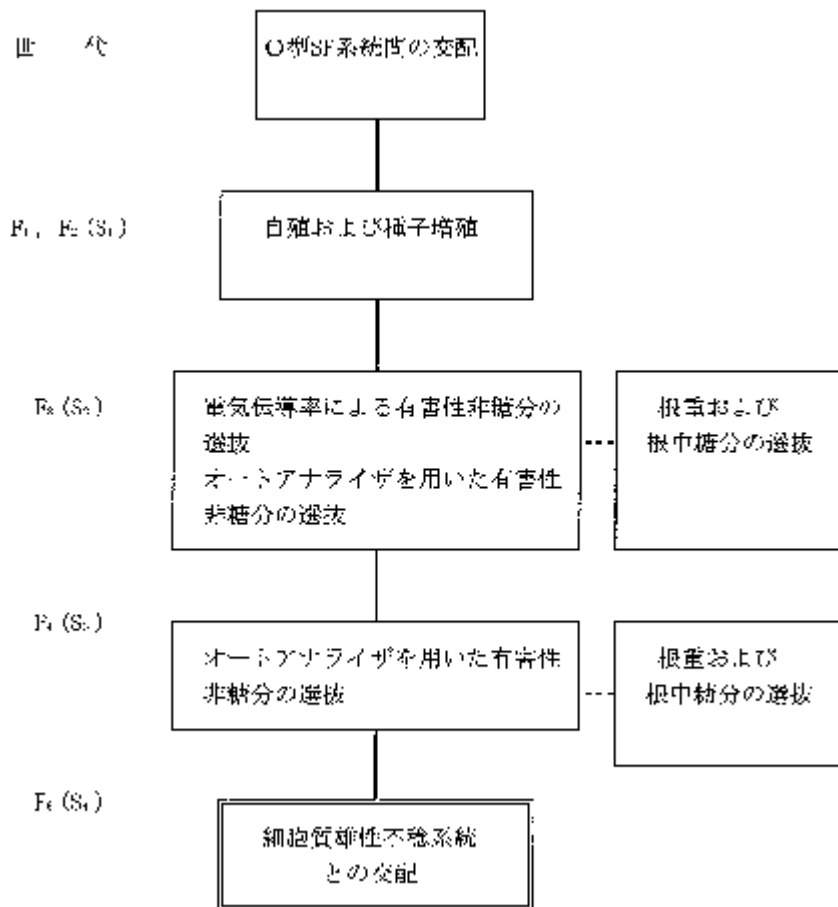 世 代
O型SF系統間の交配
F₁, F₂ (S₁)
自殖および種子増殖
F₃ (S₂)
電気伝導率による有害性非糖分の
選抜
オートアナライザを用いた有害性
非糖分の選抜
根重および
根中糖分の選抜
F₄ (S₃)
オートアナライザを用いた有害性
非糖分の選抜
根重および
根中糖分の選抜
(S₄)
細胞質雄性不稔系統
との交配